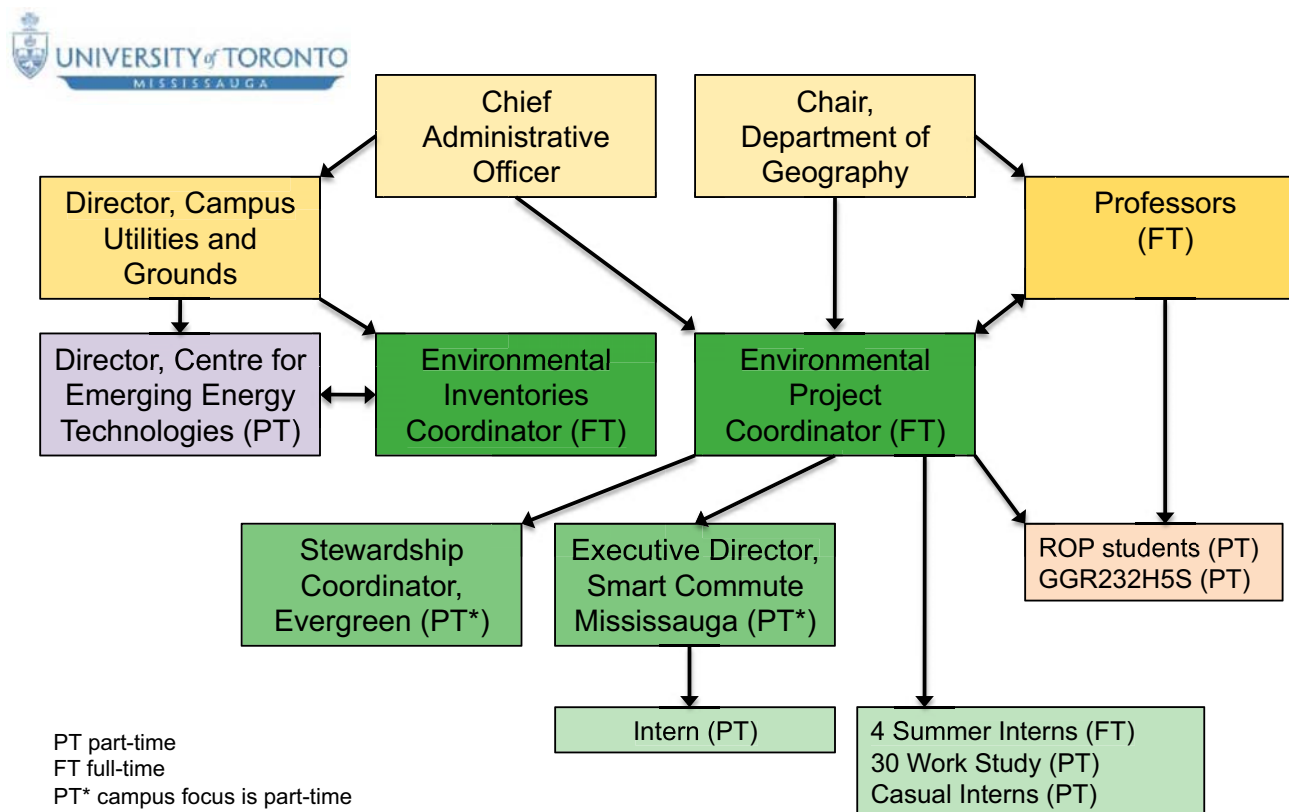 UNIVERSITY of TORONTO
MISSISSAUGA
Chief
Administrative
Officer
Chair,
Department of
Geography
Director, Campus
Utilities and
Grounds
Professors
(FT)
Director, Centre for
Emerging Energy
Technologies (PT)
Environmental
Inventories
Coordinator (FT)
Environmental
Project
Coordinator (FT)
Stewardship
Coordinator,
Evergreen (PT*)
Executive Director,
Smart Commute
Mississauga (PT*)
ROP students (PT)
GGR232H5S (PT)
Intern (PT)
4 Summer Interns (FT)
30 Work Study (PT)
Casual Interns (PT)
PT part-time
FT full-time
PT* campus focus is part-time